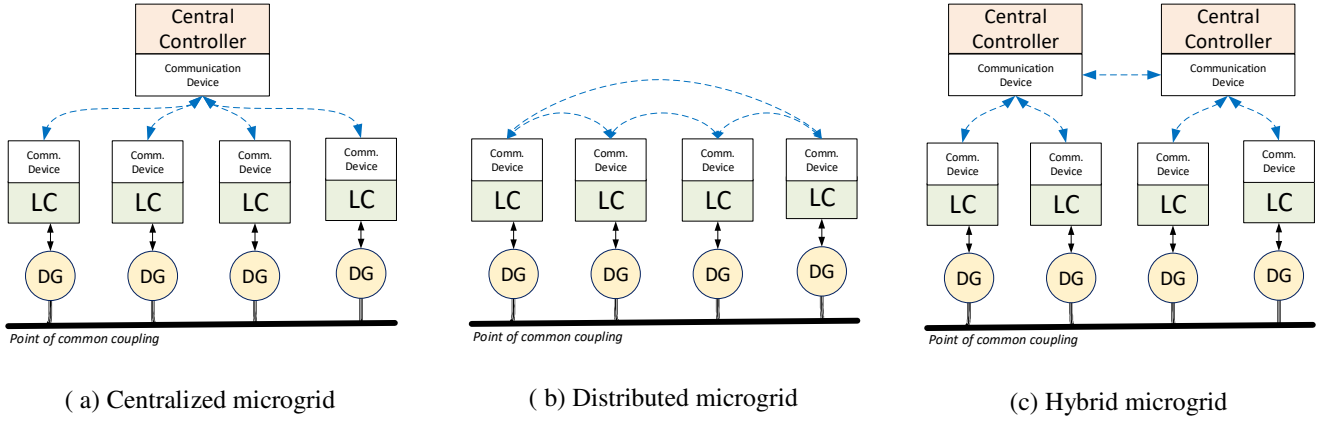 Central
Controller
Communication
Device
Comm.
Device
LC
DG
Comm.
Device
LC
DG
Comm.
Device
LC
DG
Comm.
Device
LC
DG
Point of common coupling
( a) Centralized microgrid
Comm.
Device
LC
DG
Comm.
Device
LC
DG
Comm.
Device
LC
DG
Comm.
Device
LC
DG
Point of common coupling
( b) Distributed microgrid
Central
Controller
Communication
Device
Central
Controller
Communication
Device
Comm.
Device
LC
DG
Comm.
Device
LC
DG
Comm.
Device
LC
DG
Comm.
Device
LC
DG
Point of common coupling
(c) Hybrid microgrid